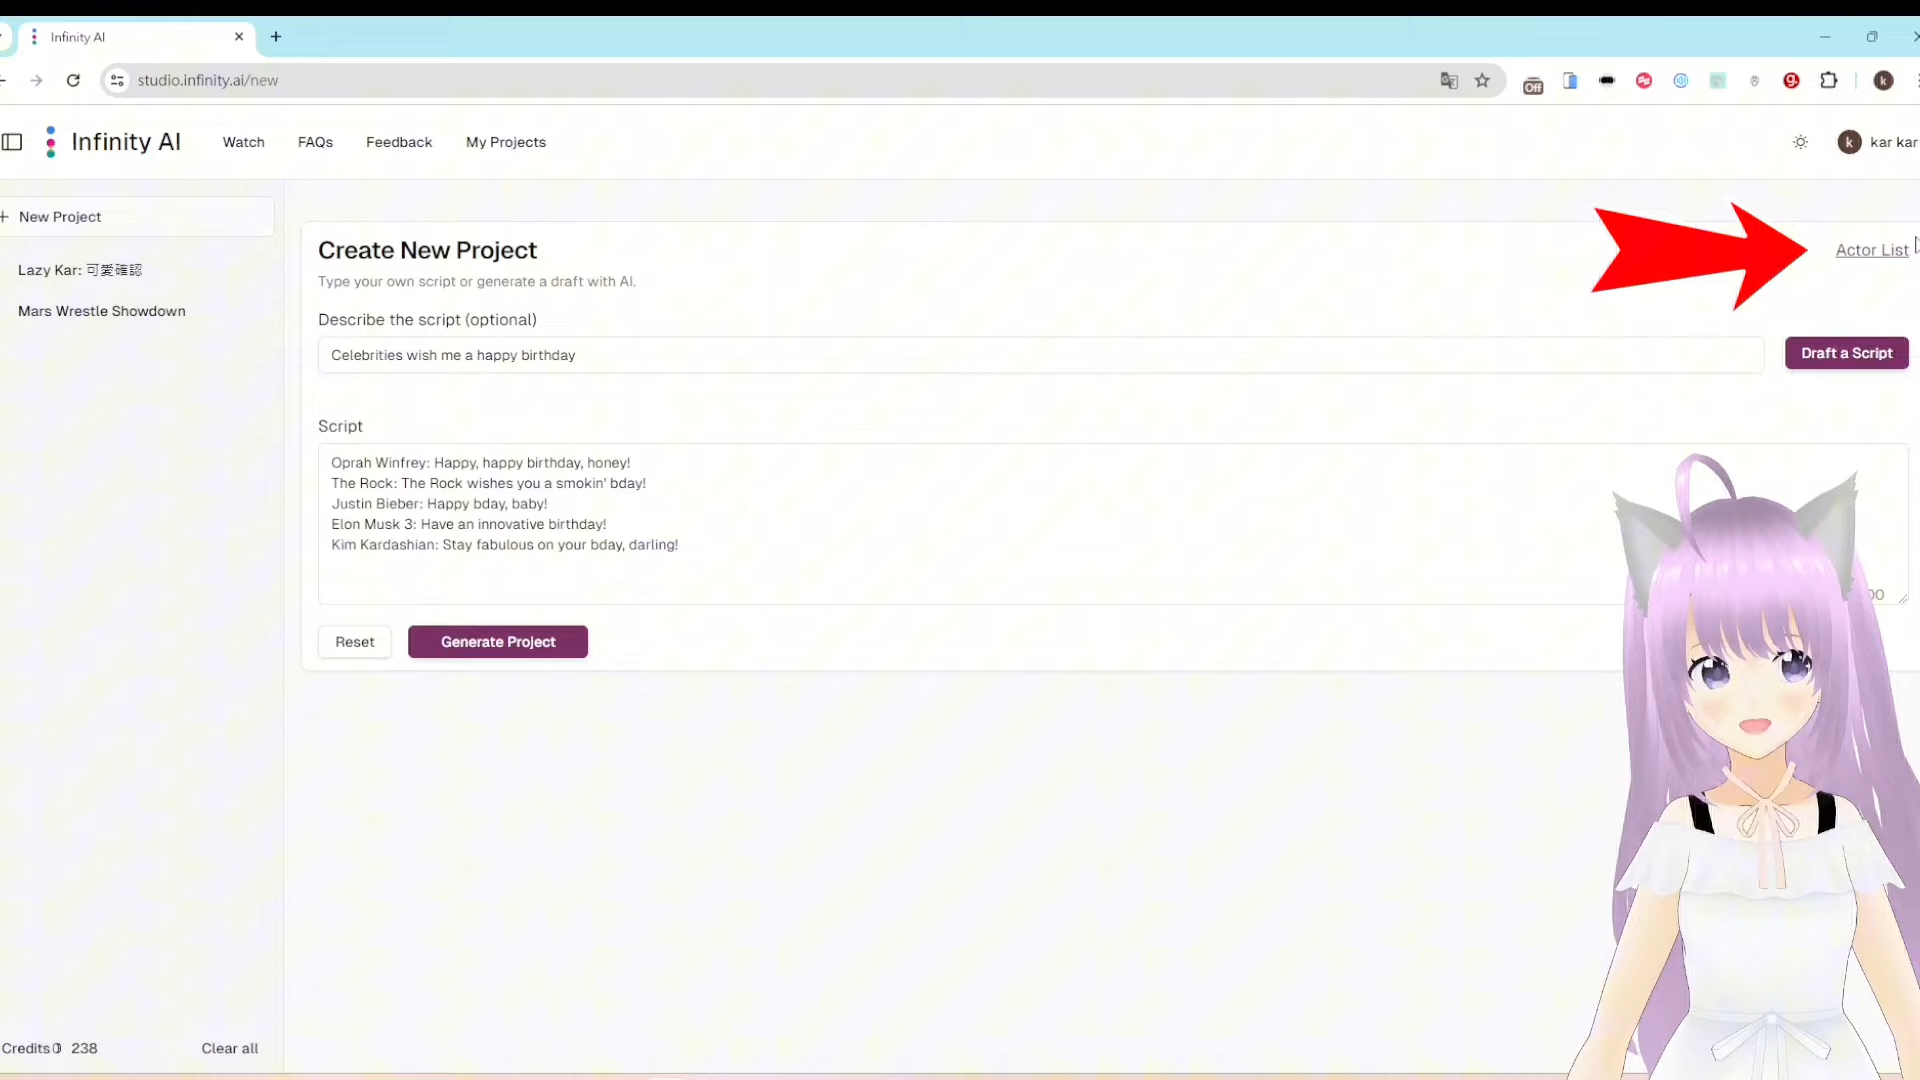 Infinity AI
studio.infinity.ai/new
Off
k
Infinity AI
Watch
FAQs
Feedback
My Projects
k
kar kar
New Project
Lazy Kar: 可愛確認
Mars Wrestle Showdown
Create New Project
Actor List
Type your own script or generate a draft with AI.
Describe the script (optional)
Celebrities wish me a happy birthday
Draft a Script
Script
Oprah Winfrey: Happy, happy birthday, honey!
The Rock: The Rock wishes you a smokin' bday!
Justin Bieber: Happy bday, baby!
Elon Musk 3: Have an innovative birthday!
Kim Kardashian: Stay fabulous on your bday, darling!
Reset
Generate Project
Credits 238
Clear all